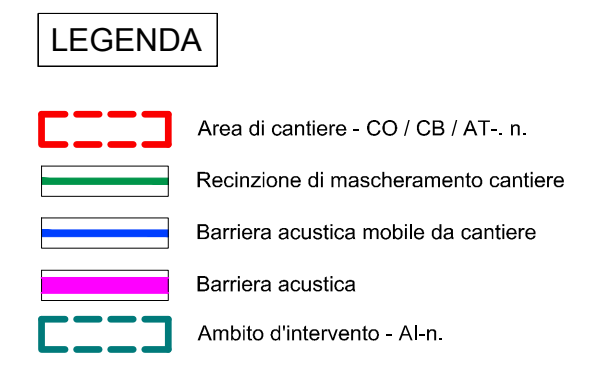 LEGENDA
Area di cantiere - CO / CB / AT-. n.
Recinzione di mascheramento cantiere
Barriera acustica mobile da cantiere
Barriera acustica
Ambito d'intervento - AI-n.